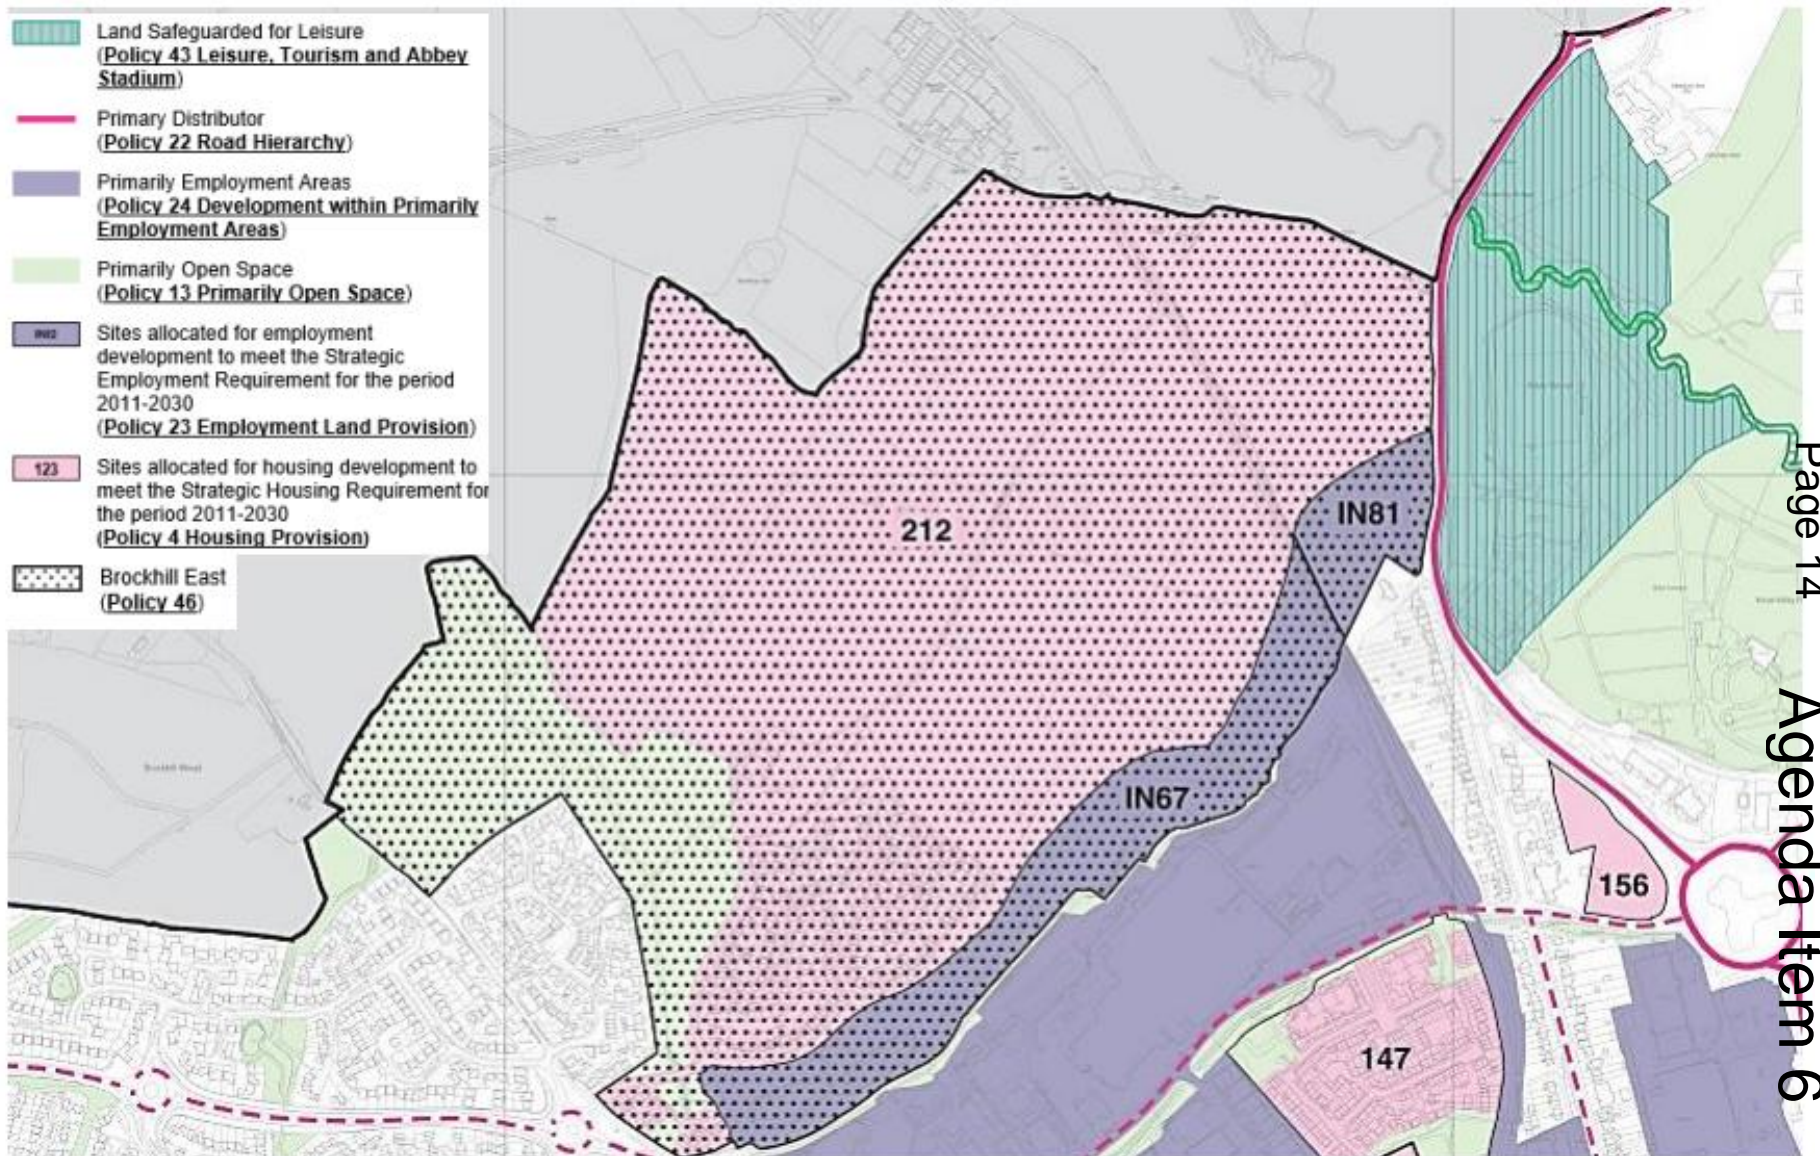 Land Safeguarded for Leisure
(Policy 43 Leisure, Tourism and Abbey
Stadium)
Primary Distributor
(Policy 22 Road Hierarchy)
Primarily Employment Areas
(Policy 24 Development within Primarily
Employment Areas)
Primarily Open Space
(Policy 13 Primarily Open Space)
IN82
Sites allocated for employment
development to meet the Strategic
Employment Requirement for the period
2011-2030
(Policy 23 Employment Land Provision)
123
Sites allocated for housing development to
meet the Strategic Housing Requirement for
the period 2011-2030
(Policy 4 Housing Provision)
Brockhill East
(Policy 46)
212
IN81
IN67
156
147
Page 14
Agenda Item 6